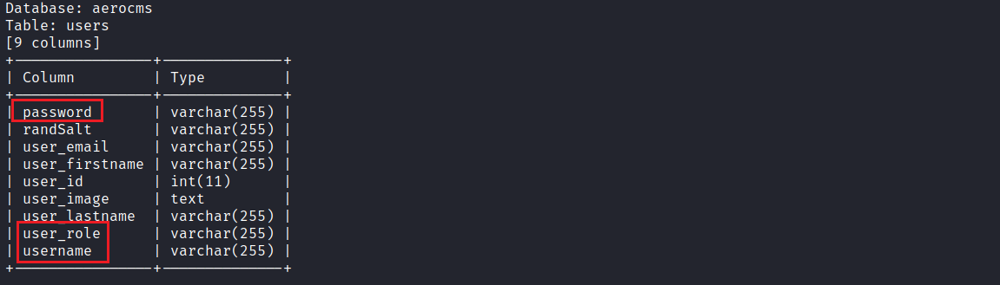 Database: aerocms
Table: users
[9 columns]
+---------------+--------------+
| Column        | Type         |
+---------------+--------------+
| password      | varchar(255) |
| randSalt      | varchar(255) |
| user_email    | varchar(255) |
| user_firstname | varchar(255) |
| user_id       | int(11)      |
| user_image    | text         |
| user_lastname | varchar(255) |
| user_role     | varchar(255) |
| username      | varchar(255) |
+---------------+--------------+